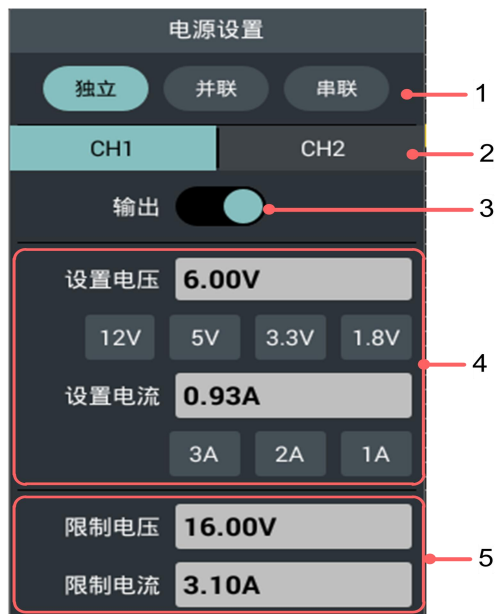 电源设置
独立 并联 串联 1
CH1 CH2 2
输出 3
设置电压 6.00V
12V 5V 3.3V 1.8V
4
设置电流 0.93A
3A 2A 1A
限制电压 16.00V
5
限制电流 3.10A